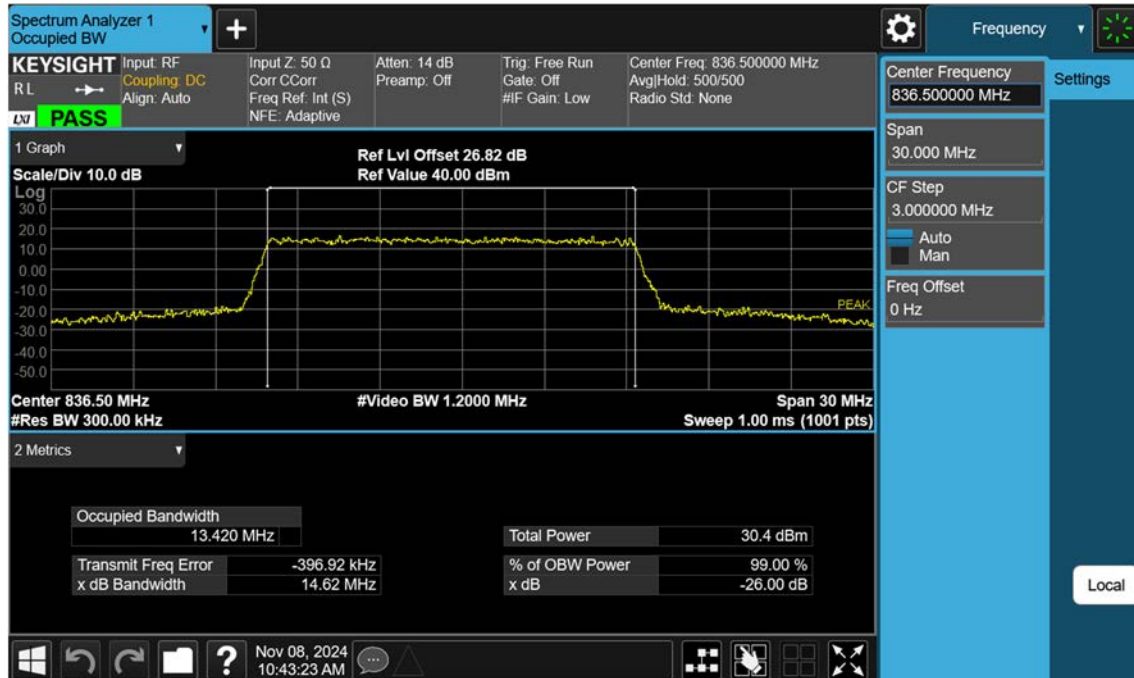 Spectrum Analyzer 1
Occupied BW
+
Frequency
KEYSIGHT
RL
LXI PASS
Input: RF
Coupling: DC
Align: Auto
Input Z: 50 Ω
Corr CCorr
Freq Ref: Int (S)
NFE: Adaptive
Atten: 14 dB
Preamp: Off
Trig: Free Run
Gate: Off
#IF Gain: Low
Center Freq: 836.500000 MHz
Avg|Hold: 500/500
Radio Std: None
Center Frequency
836.500000 MHz
Settings
Span
30.000 MHz
CF Step
3.000000 MHz
Auto
Man
Freq Offset
0 Hz
Local
1 Graph
Scale/Div 10.0 dB
Ref Lvl Offset 26.82 dB
Ref Value 40.00 dBm
Log
30.0
20.0
10.0
0.00
-10.0
-20.0
-30.0
-40.0
-50.0
PEAK
Center 836.50 MHz
#Video BW 1.2000 MHz
Span 30 MHz
#Res BW 300.00 kHz
Sweep 1.00 ms (1001 pts)
2 Metrics
Occupied Bandwidth
13.420 MHz
Total Power 30.4 dBm
Transmit Freq Error -396.92 kHz
% of OBW Power 99.00 %
x dB Bandwidth 14.62 MHz
x dB -26.00 dB
?
Nov 08, 2024
10:43:23 AM